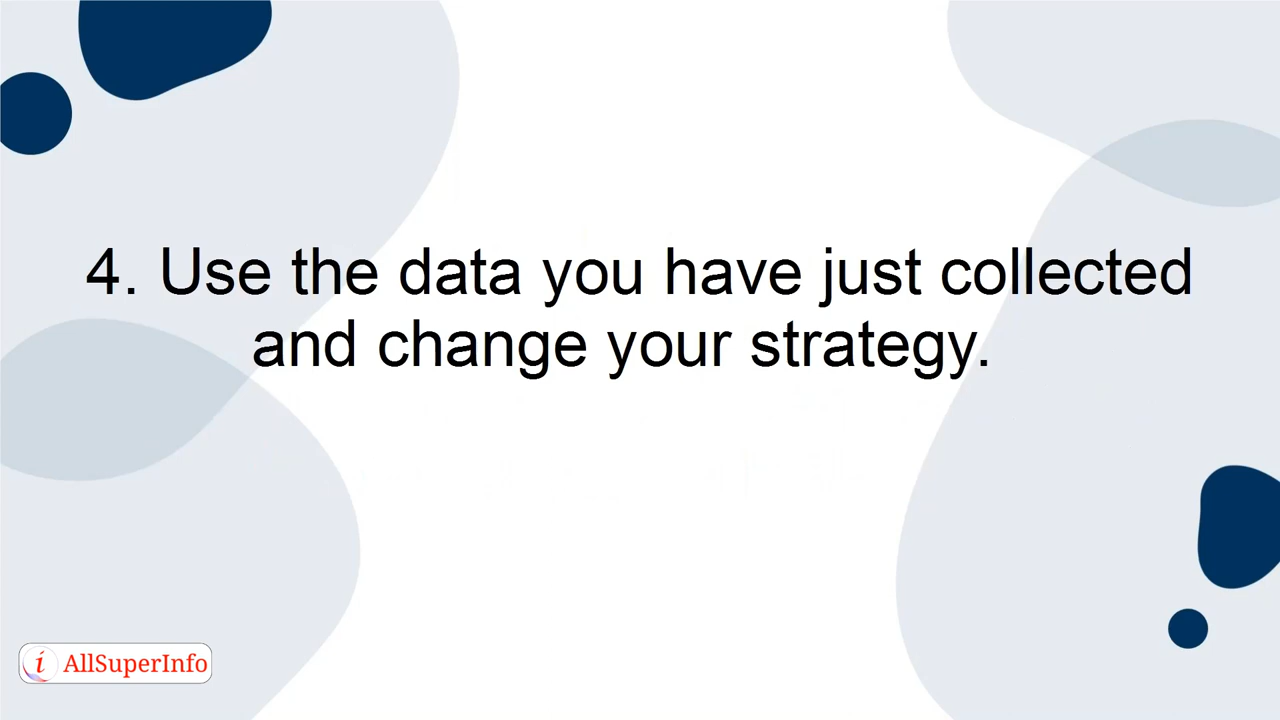 4. Use the data you have just collected
and change your strategy.
i AllSuperInfo